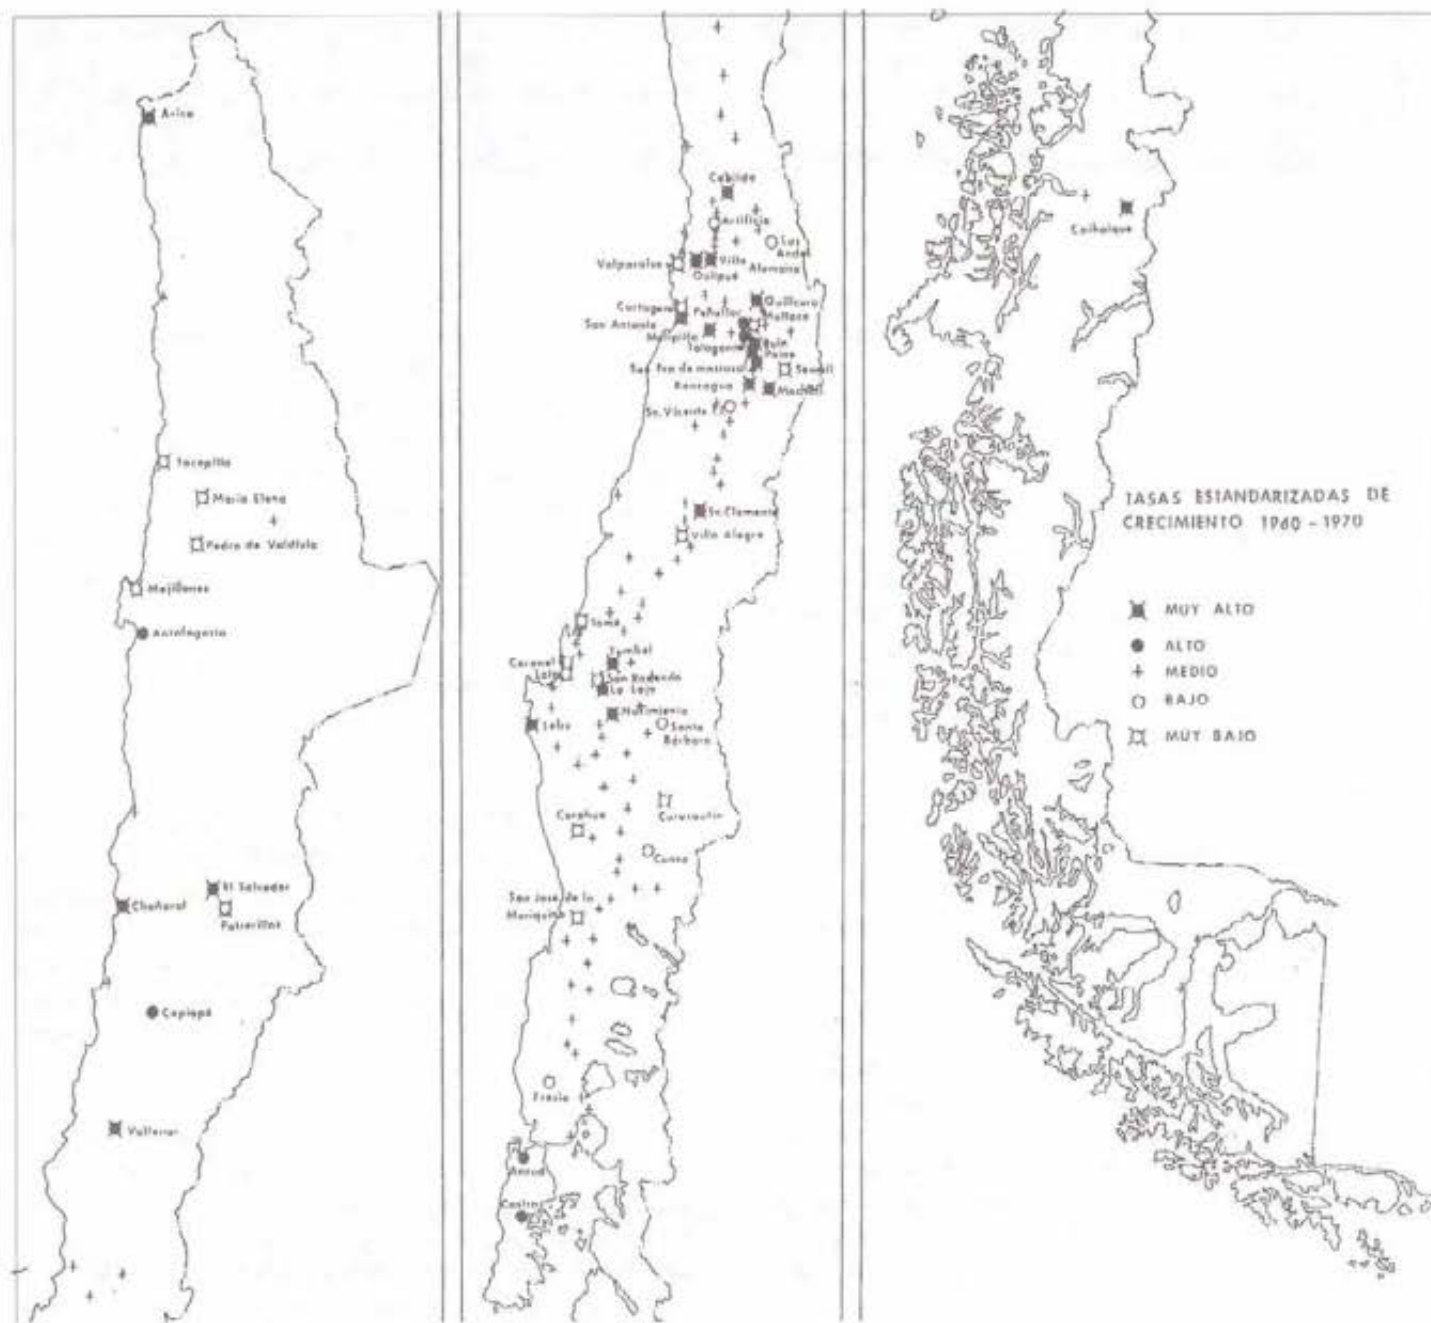 Arica
Tocopilla
María Elena
Pedro de Valdivia
Mejillones
Antofagasta
El Salvador
Chañaral
Potrerillos
Copiapó
Vallenar
Cabildo
Artificio
Los
Andes
Valparaíso
Villa
Alemana
Quilpué
Cartagena
Peñaflor
Quilicura
San Antonio
Melipilla
Buin
Talagante
Paine
Sewell
Rancagua
Machalí
Sn. Vicente
Sn. Clemente
Villa Alegre
Tomé
Coronel
Yumbel
Lota
San Rosendo
La Laja
Nacimiento
Lebu
Santa
Bárbara
Curacautín
Carahue
Cunco
San José de la
Mariquina
Fresia
Ancud
Castro
Coihaique
TASAS ESTANDARIZADAS DE
CRECIMIENTO 1960 - 1970
MUY ALTO
ALTO
MEDIO
BAJO
MUY BAJO